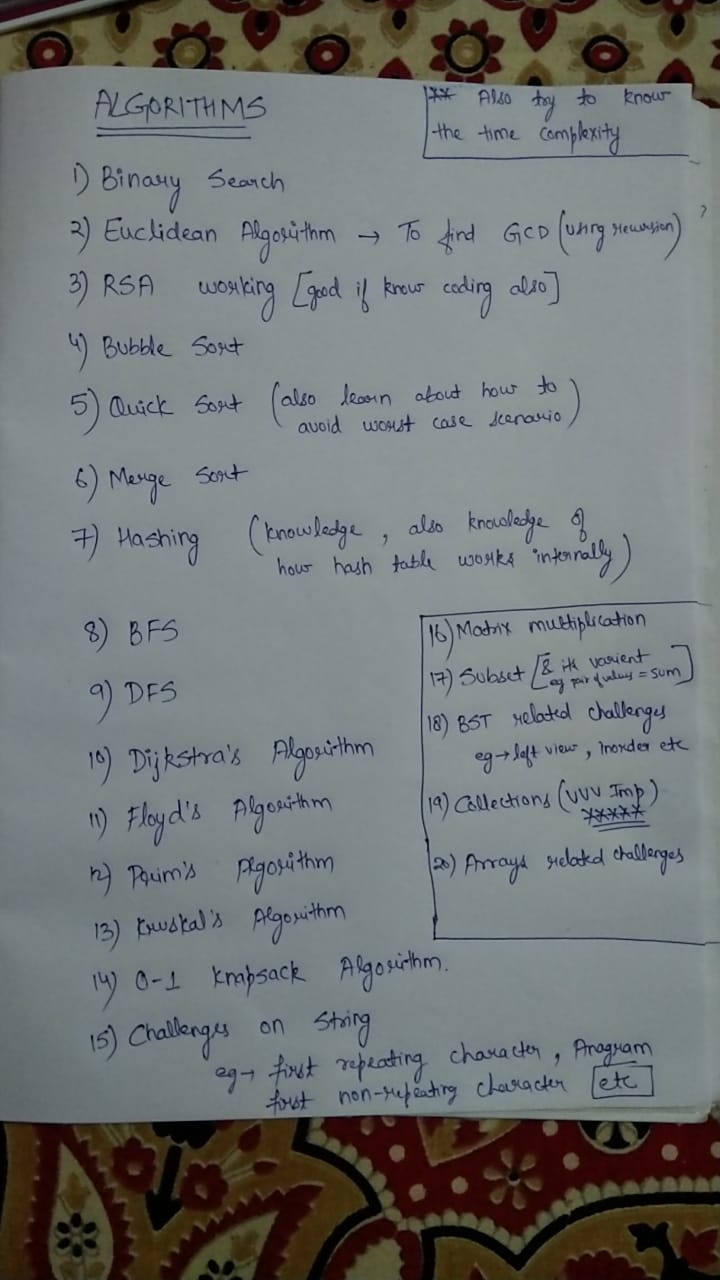 ALGORITHMS
** Also try to know
the time complexity
1) Binary Search
2) Euclidean Algorithm → To find GCD (using recursion)
3) RSA working [good if know coding also]
4) Bubble Sort
5) Quick Sort (also learn about how to
avoid worst case scenario)
6) Merge Sort
7) Hashing (knowledge, also knowledge of
how hash table works internally)
8) BFS
9) DFS
10) Dijkstra's Algorithm
11) Floyd's Algorithm
12) Prim's Algorithm
13) Kruskal's Algorithm
14) 0-1 Knapsack Algorithm.
15) Challenges on String
eg→ first repeating character, Anagram
first non-repeating character etc
16) Matrix multiplication
17) Subset [& its varient
eg pair of values = sum]
18) BST related challenges
eg→ left view, Inorder etc
19) Collections (VVV Imp)
*****
20) Arrays related challenges